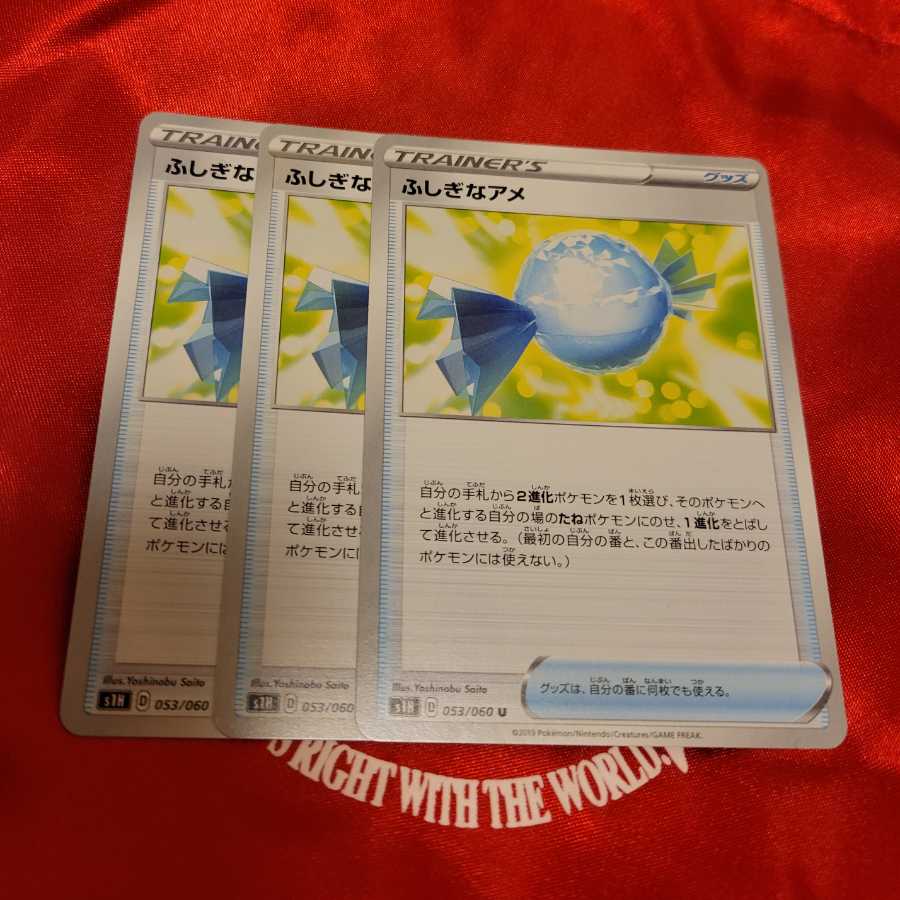 TRAINER
ふしぎな
自分の手札
と進化する自
て進化させる
ポケモンには
Illus. Yoshinobu Saito
s1H D 053/060
TRAIN
ふしぎな
自分の手札
と進化する
て進化させ
ポケモンに
Illus. Yoshinobu Saito
s1H D 053/060
TRAINER'S
グッズ
ふしぎなアメ
自分の手札から2進化ポケモンを1枚選び、そのポケモンへ
と進化する自分の場のたねポケモンにのせ、1進化をとばし
て進化させる。（最初の自分の番と、この番出したばかりの
ポケモンには使えない。）
グッズは、自分の番に何枚でも使える。
Illus. Yoshinobu Saito
s1H D 053/060 U
©2019 Pokémon/Nintendo/Creatures/GAME FREAK.
RIGHT WITH THE WORLD.